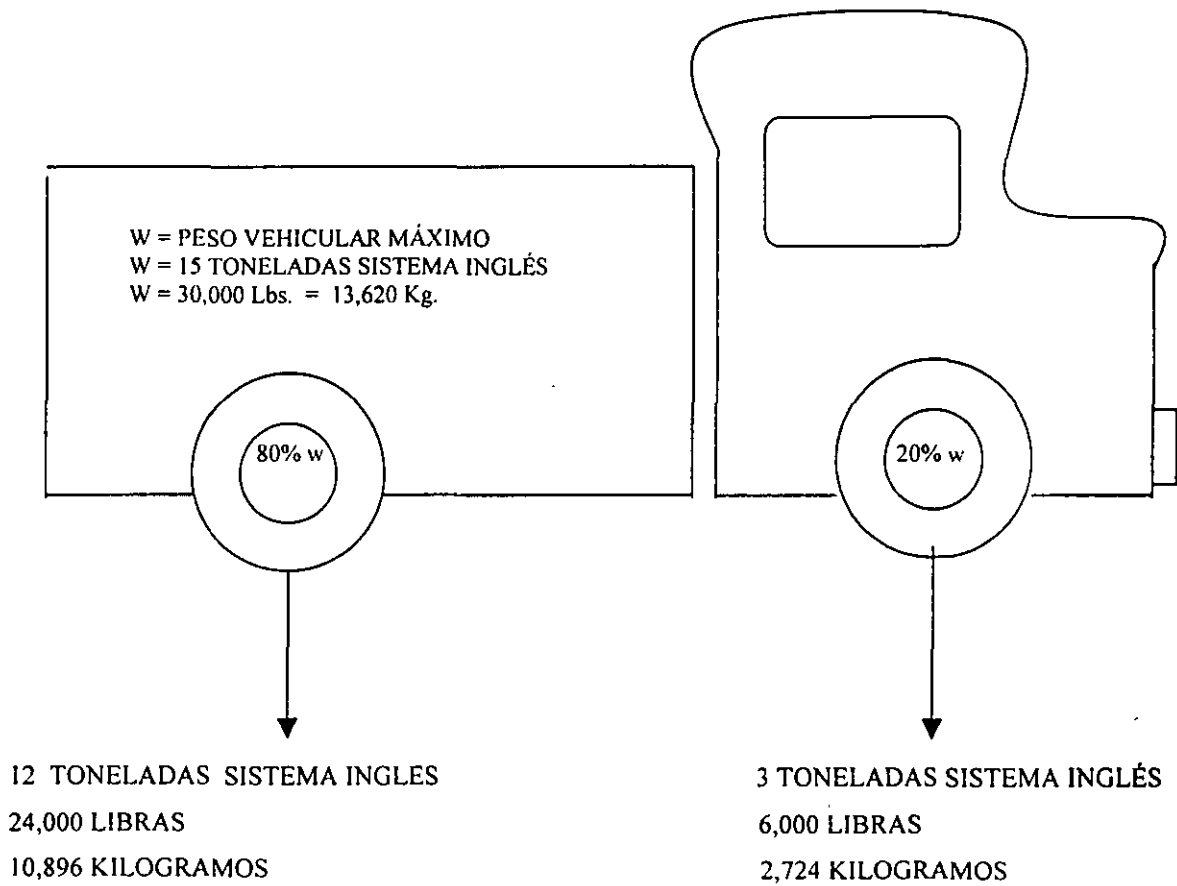 W = PESO VEHICULAR MÁXIMO
W = 15 TONELADAS SISTEMA INGLÉS
W = 30,000 Lbs. = 13,620 Kg.
80% w
20% w
12 TONELADAS SISTEMA INGLES
24,000 LIBRAS
10,896 KILOGRAMOS
3 TONELADAS SISTEMA INGLÉS
6,000 LIBRAS
2,724 KILOGRAMOS